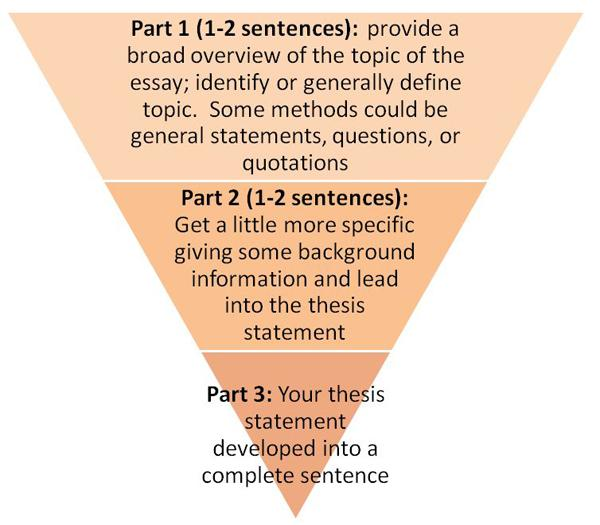 Part 1 (1-2 sentences): provide a
broad overview of the topic of the
essay; identify or generally define
topic. Some methods could be
general statements, questions, or
quotations
Part 2 (1-2 sentences):
Get a little more specific
giving some background
information and lead
into the thesis
statement
Part 3: Your thesis
statement
developed into a
complete sentence